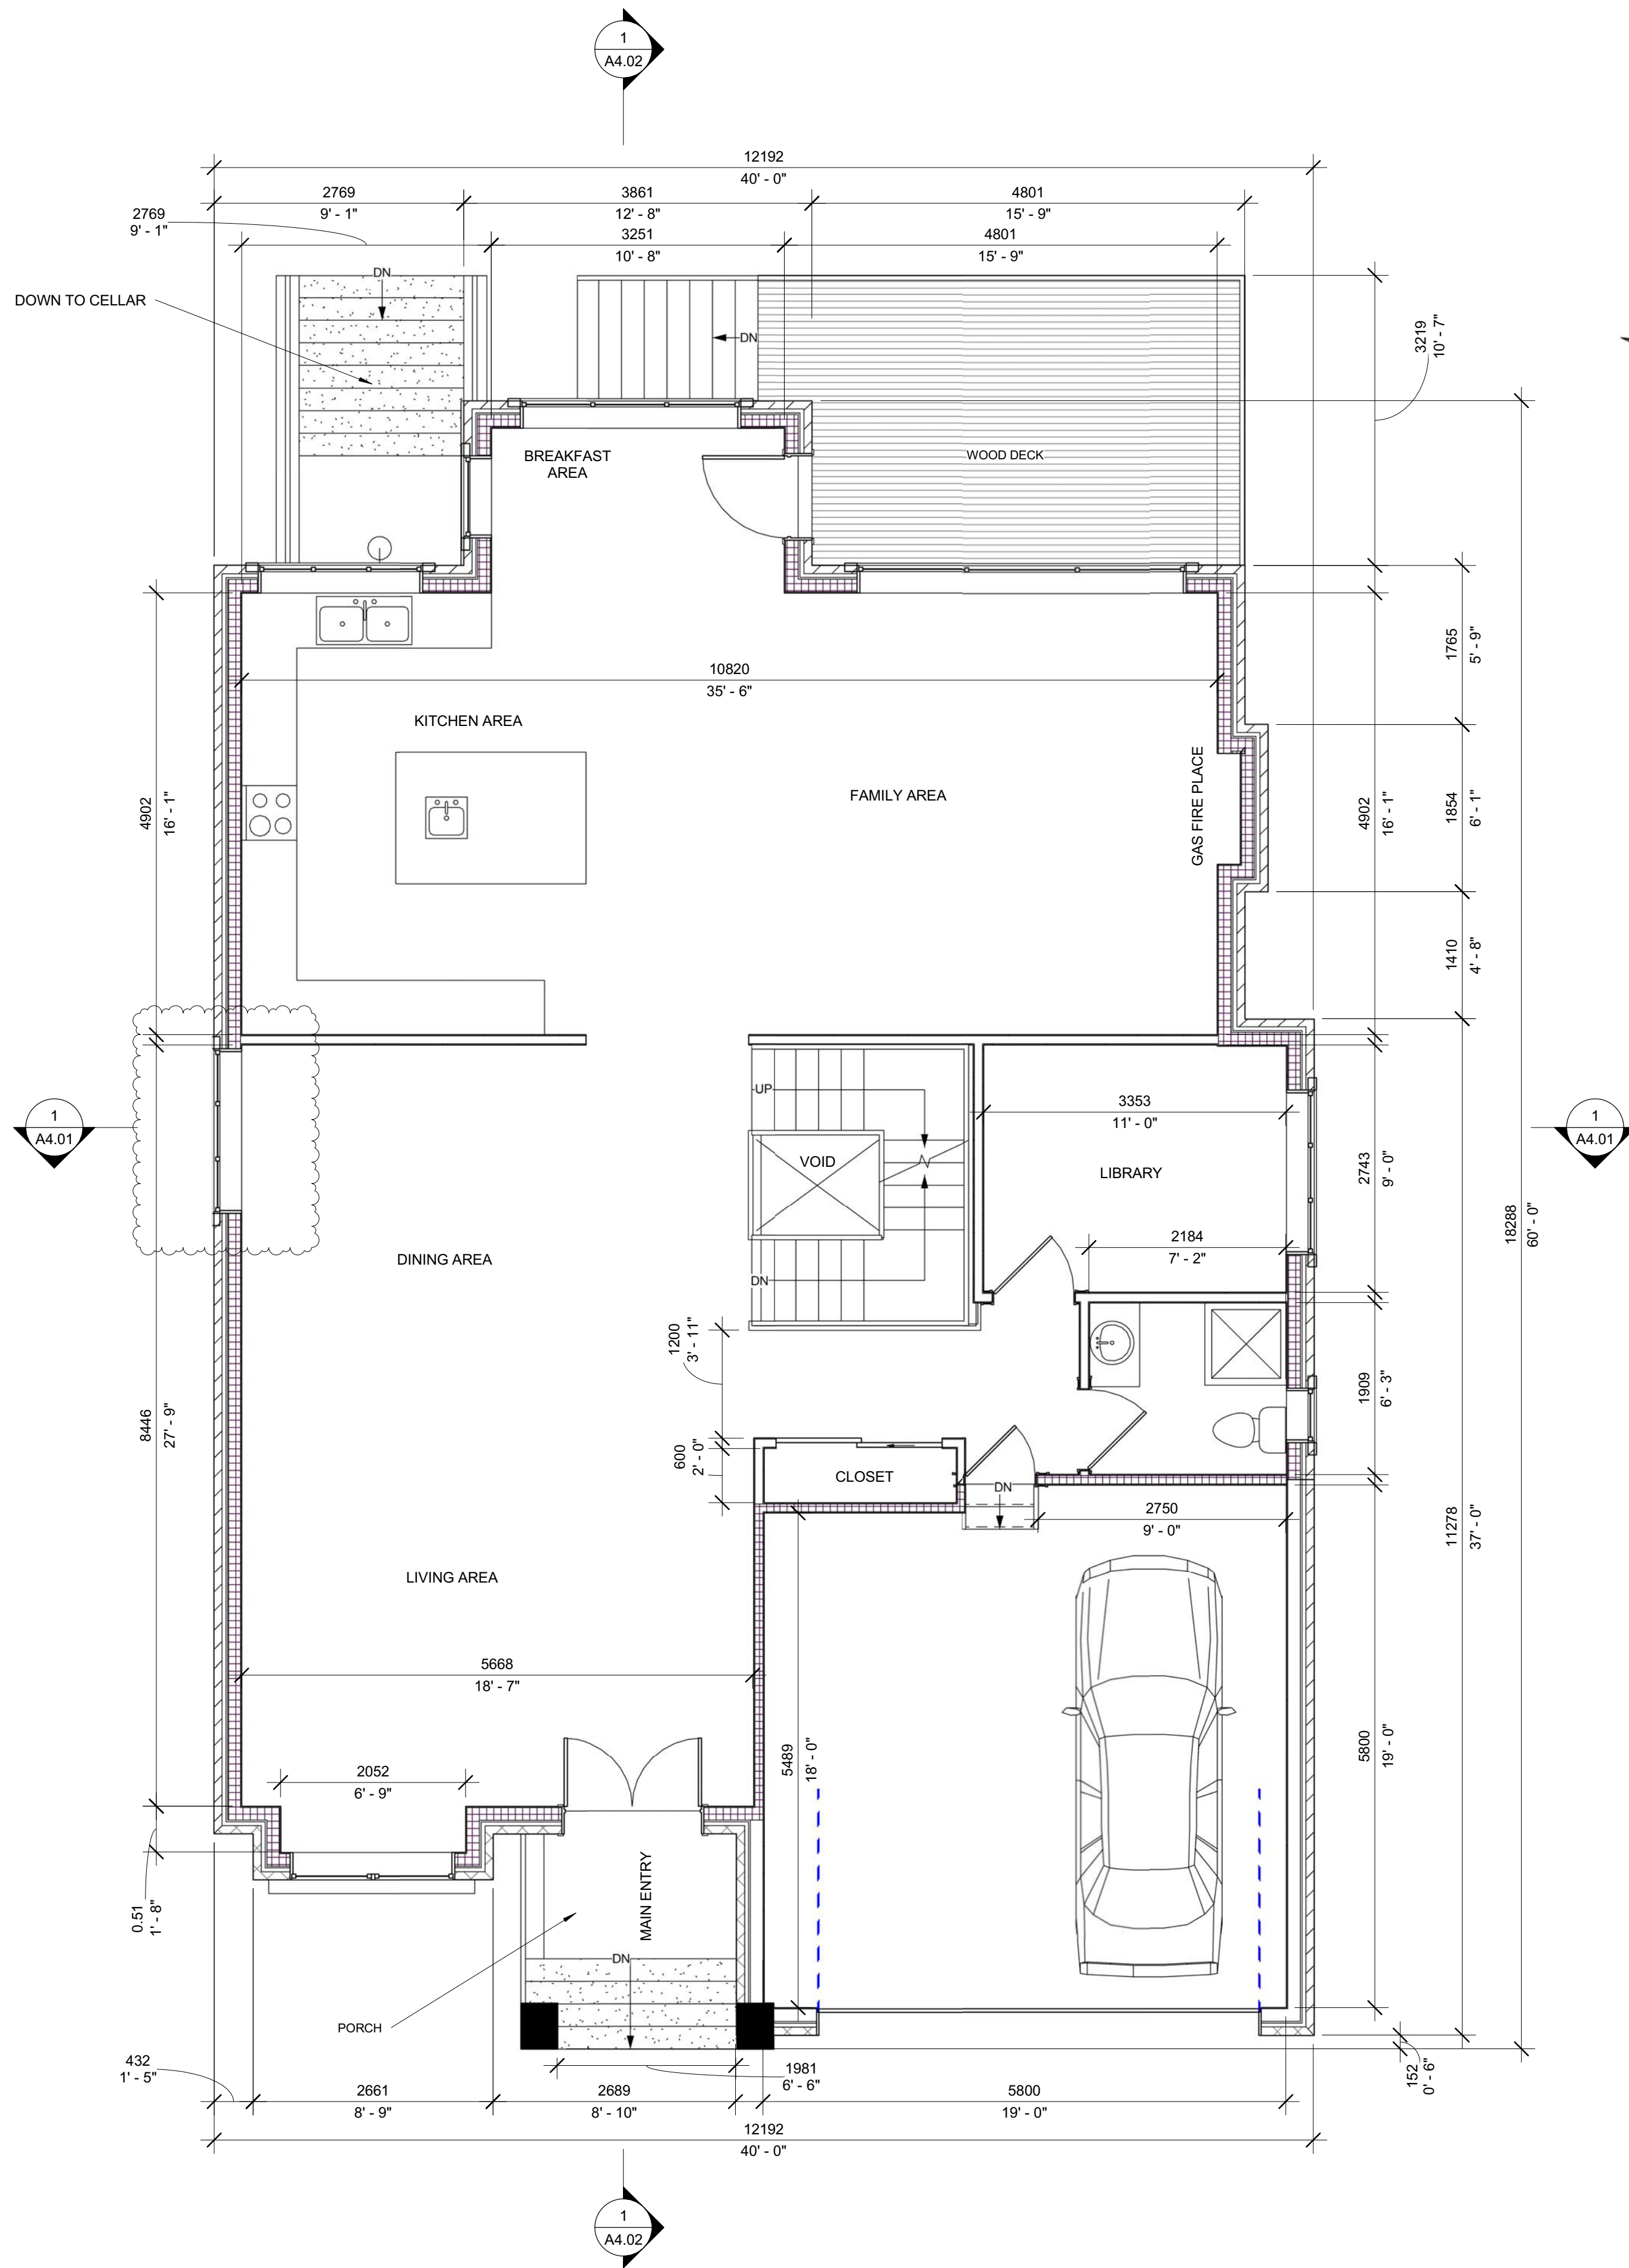 1
A4.02
12192
40' - 0"
2769
9' - 1"
3861
12' - 8"
4801
15' - 9"
2769
9' - 1"
3251
10' - 8"
4801
15' - 9"
DN
DOWN TO CELLAR
DN
3219
10' - 7"
BREAKFAST
AREA
WOOD DECK
10820
35' - 6"
1765
5' - 9"
KITCHEN AREA
FAMILY AREA
GAS FIRE PLACE
4902
16' - 1"
4902
16' - 1"
1854
6' - 1"
1410
4' - 8"
UP
3353
11' - 0"
1
A4.01
1
A4.01
VOID
LIBRARY
2743
9' - 0"
18288
60' - 0"
DINING AREA
2184
7' - 2"
DN
1200
3' - 11"
1909
6' - 3"
8446
27' - 9"
600
2' - 0"
CLOSET
DN
2750
9' - 0"
11278
37' - 0"
LIVING AREA
5668
18' - 7"
5489
18' - 0"
5800
19' - 0"
2052
6' - 9"
0.51
1' - 8"
MAIN ENTRY
DN
PORCH
432
1' - 5"
1981
6' - 6"
152
0' - 6"
2661
8' - 9"
2689
8' - 10"
5800
19' - 0"
12192
40' - 0"
1
A4.02